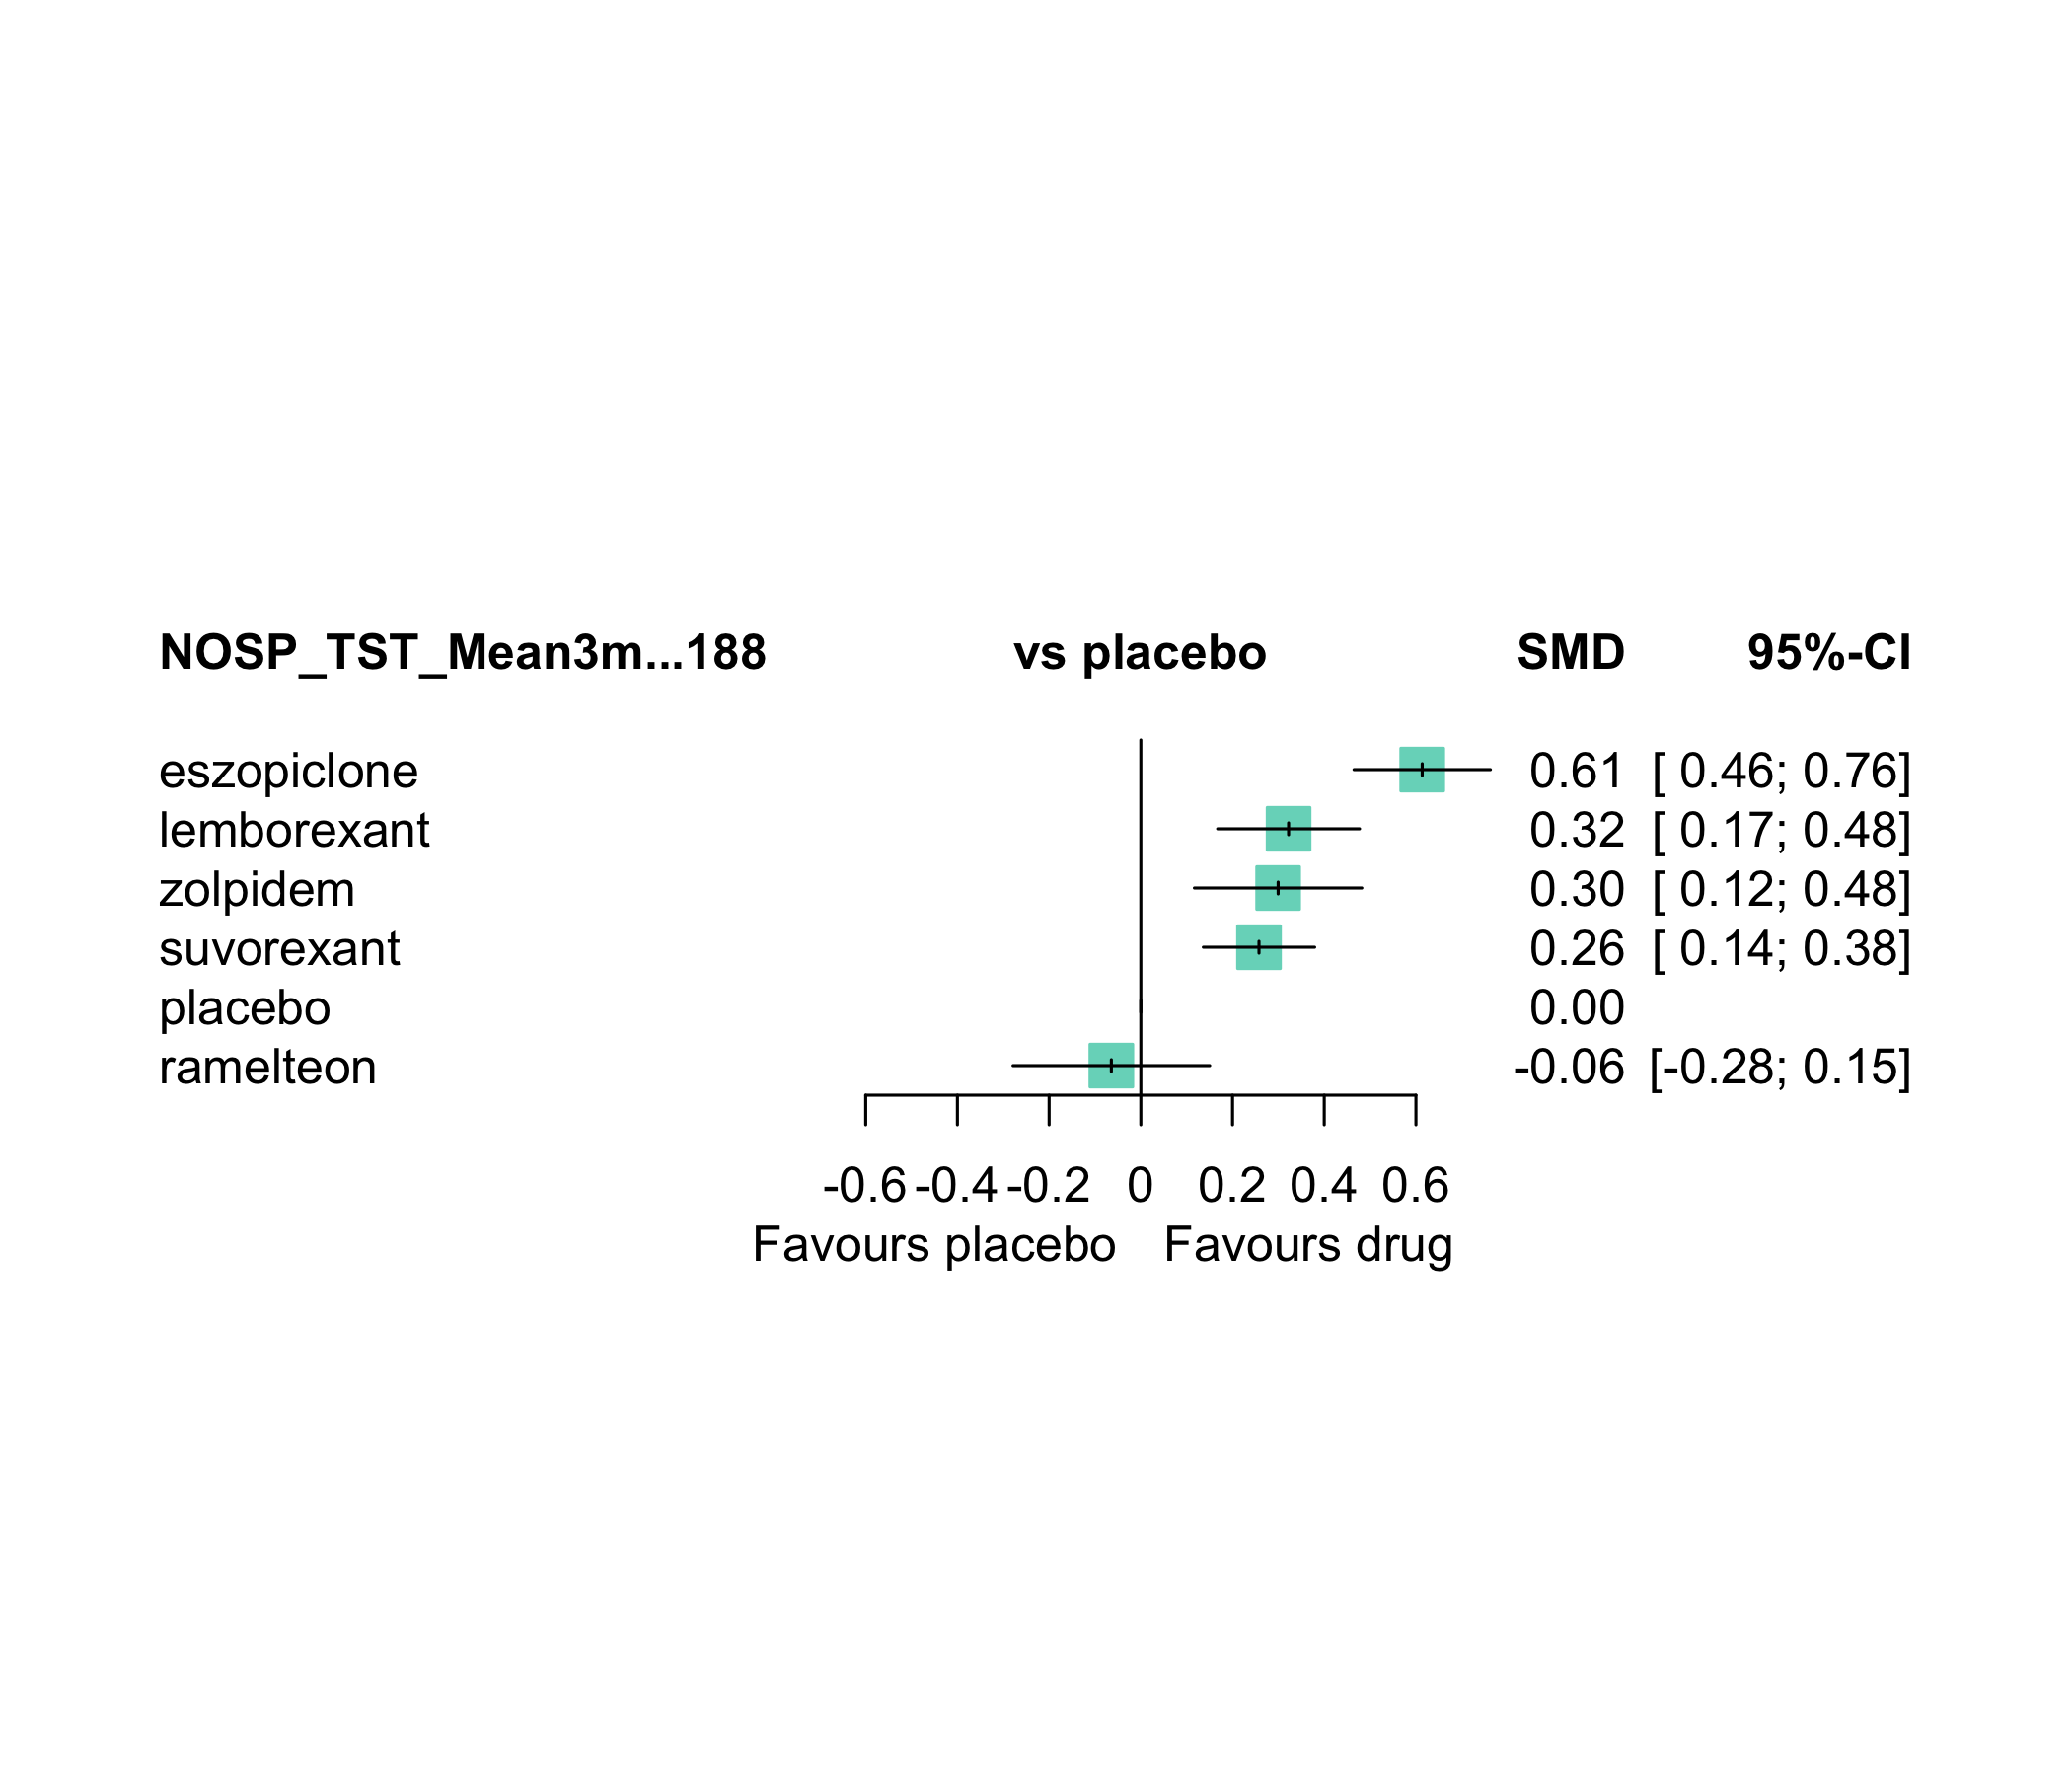 NOSP_TST_Mean3m...188 vs placebo SMD 95%-CI
eszopiclone 0.61 [ 0.46; 0.76]
lemborexant 0.32 [ 0.17; 0.48]
zolpidem 0.30 [ 0.12; 0.48]
suvorexant 0.26 [ 0.14; 0.38]
placebo 0.00
ramelteon -0.06 [-0.28; 0.15]
-0.6 -0.4 -0.2 0 0.2 0.4 0.6
Favours placebo Favours drug